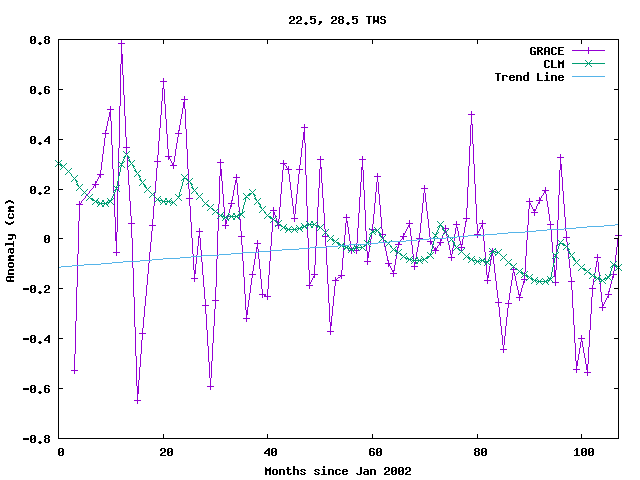 22.5, 28.5 TWS
GRACE
CLM
Trend Line
Anomaly (cm)
0.8
0.6
0.4
0.2
0
-0.2
-0.4
-0.6
-0.8
0 20 40 60 80 100
Months since Jan 2002